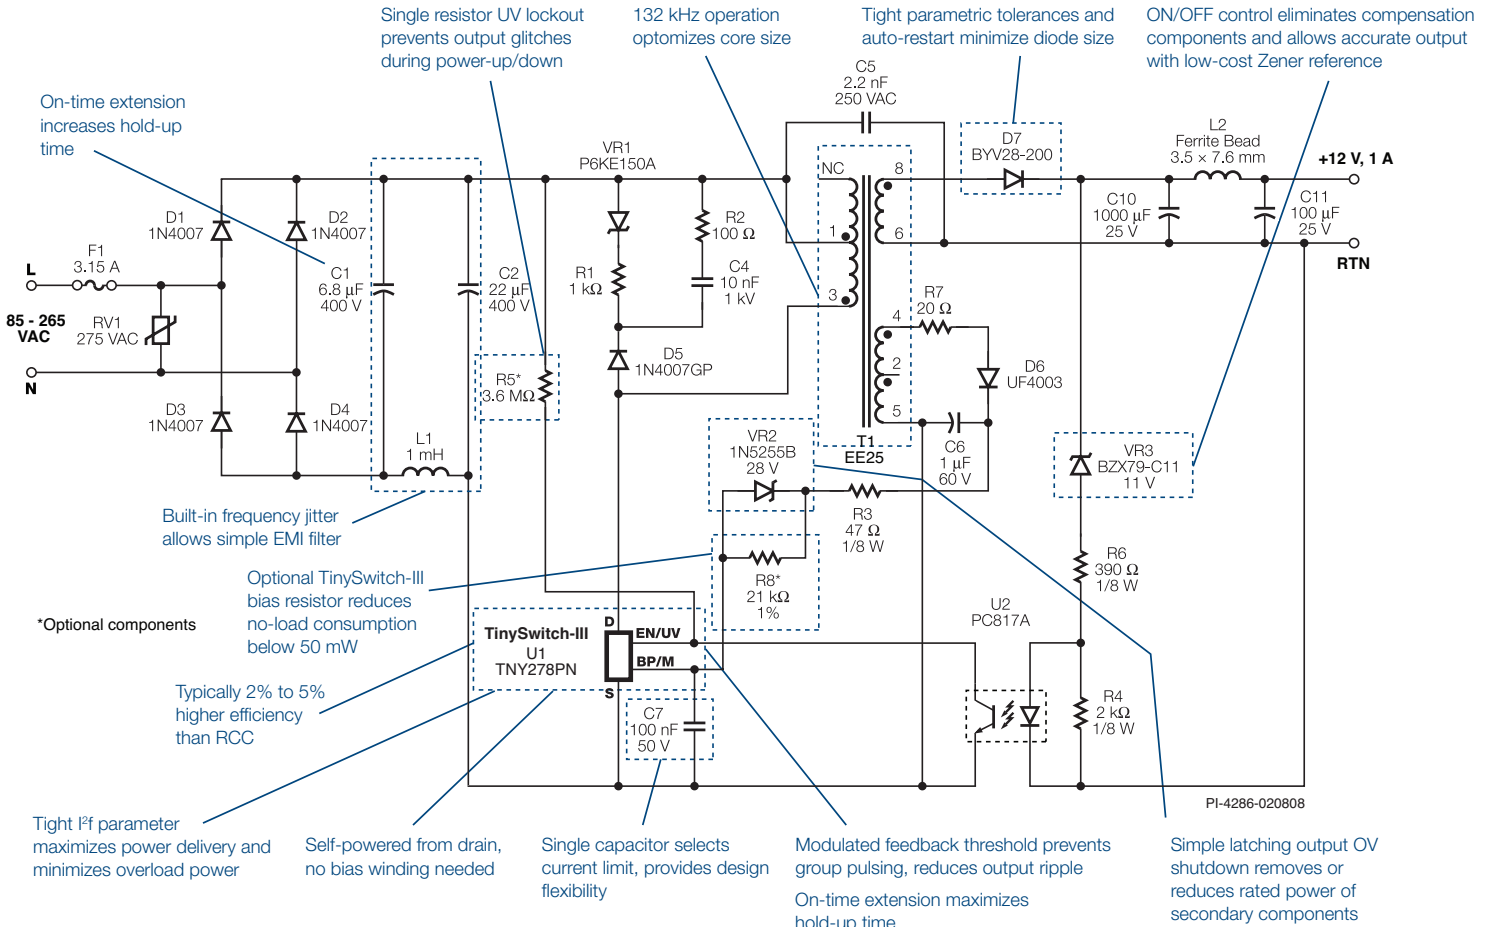 Single resistor UV lockout
prevents output glitches
during power-up/down
132 kHz operation
optomizes core size
Tight parametric tolerances and
auto-restart minimize diode size
ON/OFF control eliminates compensation
components and allows accurate output
with low-cost Zener reference
On-time extension
increases hold-up
time
C5
2.2 nF
250 VAC
VR1
P6KE150A
D7
BYV28-200
L2
Ferrite Bead
3.5 × 7.6 mm
+12 V, 1 A
NC
8
D1
1N4007
D2
1N4007
R2
100 Ω
1
6
C10
1000 µF
25 V
C11
100 µF
25 V
RTN
F1
3.15 A
L
C1
6.8 µF
400 V
C2
22 µF
400 V
R1
1 kΩ
C4
10 nF
1 kV
3
R7
20 Ω
85 - 265
VAC
RV1
275 VAC
4
2
5
D5
1N4007GP
D6
UF4003
N
R5*
3.6 MΩ
D3
1N4007
D4
1N4007
L1
1 mH
VR2
1N5255B
28 V
T1
EE25
C6
1 µF
60 V
VR3
BZX79-C11
11 V
R3
47 Ω
1/8 W
Built-in frequency jitter
allows simple EMI filter
R6
390 Ω
1/8 W
Optional TinySwitch-III
bias resistor reduces
no-load consumption
below 50 mW
R8*
21 kΩ
1%
U2
PC817A
*Optional components
TinySwitch-III
U1
TNY278PN
D
EN/UV
BP/M
S
Typically 2% to 5%
higher efficiency
than RCC
C7
100 nF
50 V
R4
2 kΩ
1/8 W
PI-4286-020808
Tight I²f parameter
maximizes power delivery and
minimizes overload power
Self-powered from drain,
no bias winding needed
Single capacitor selects
current limit, provides design
flexibility
Modulated feedback threshold prevents
group pulsing, reduces output ripple
On-time extension maximizes
hold-up time
Simple latching output OV
shutdown removes or
reduces rated power of
secondary components